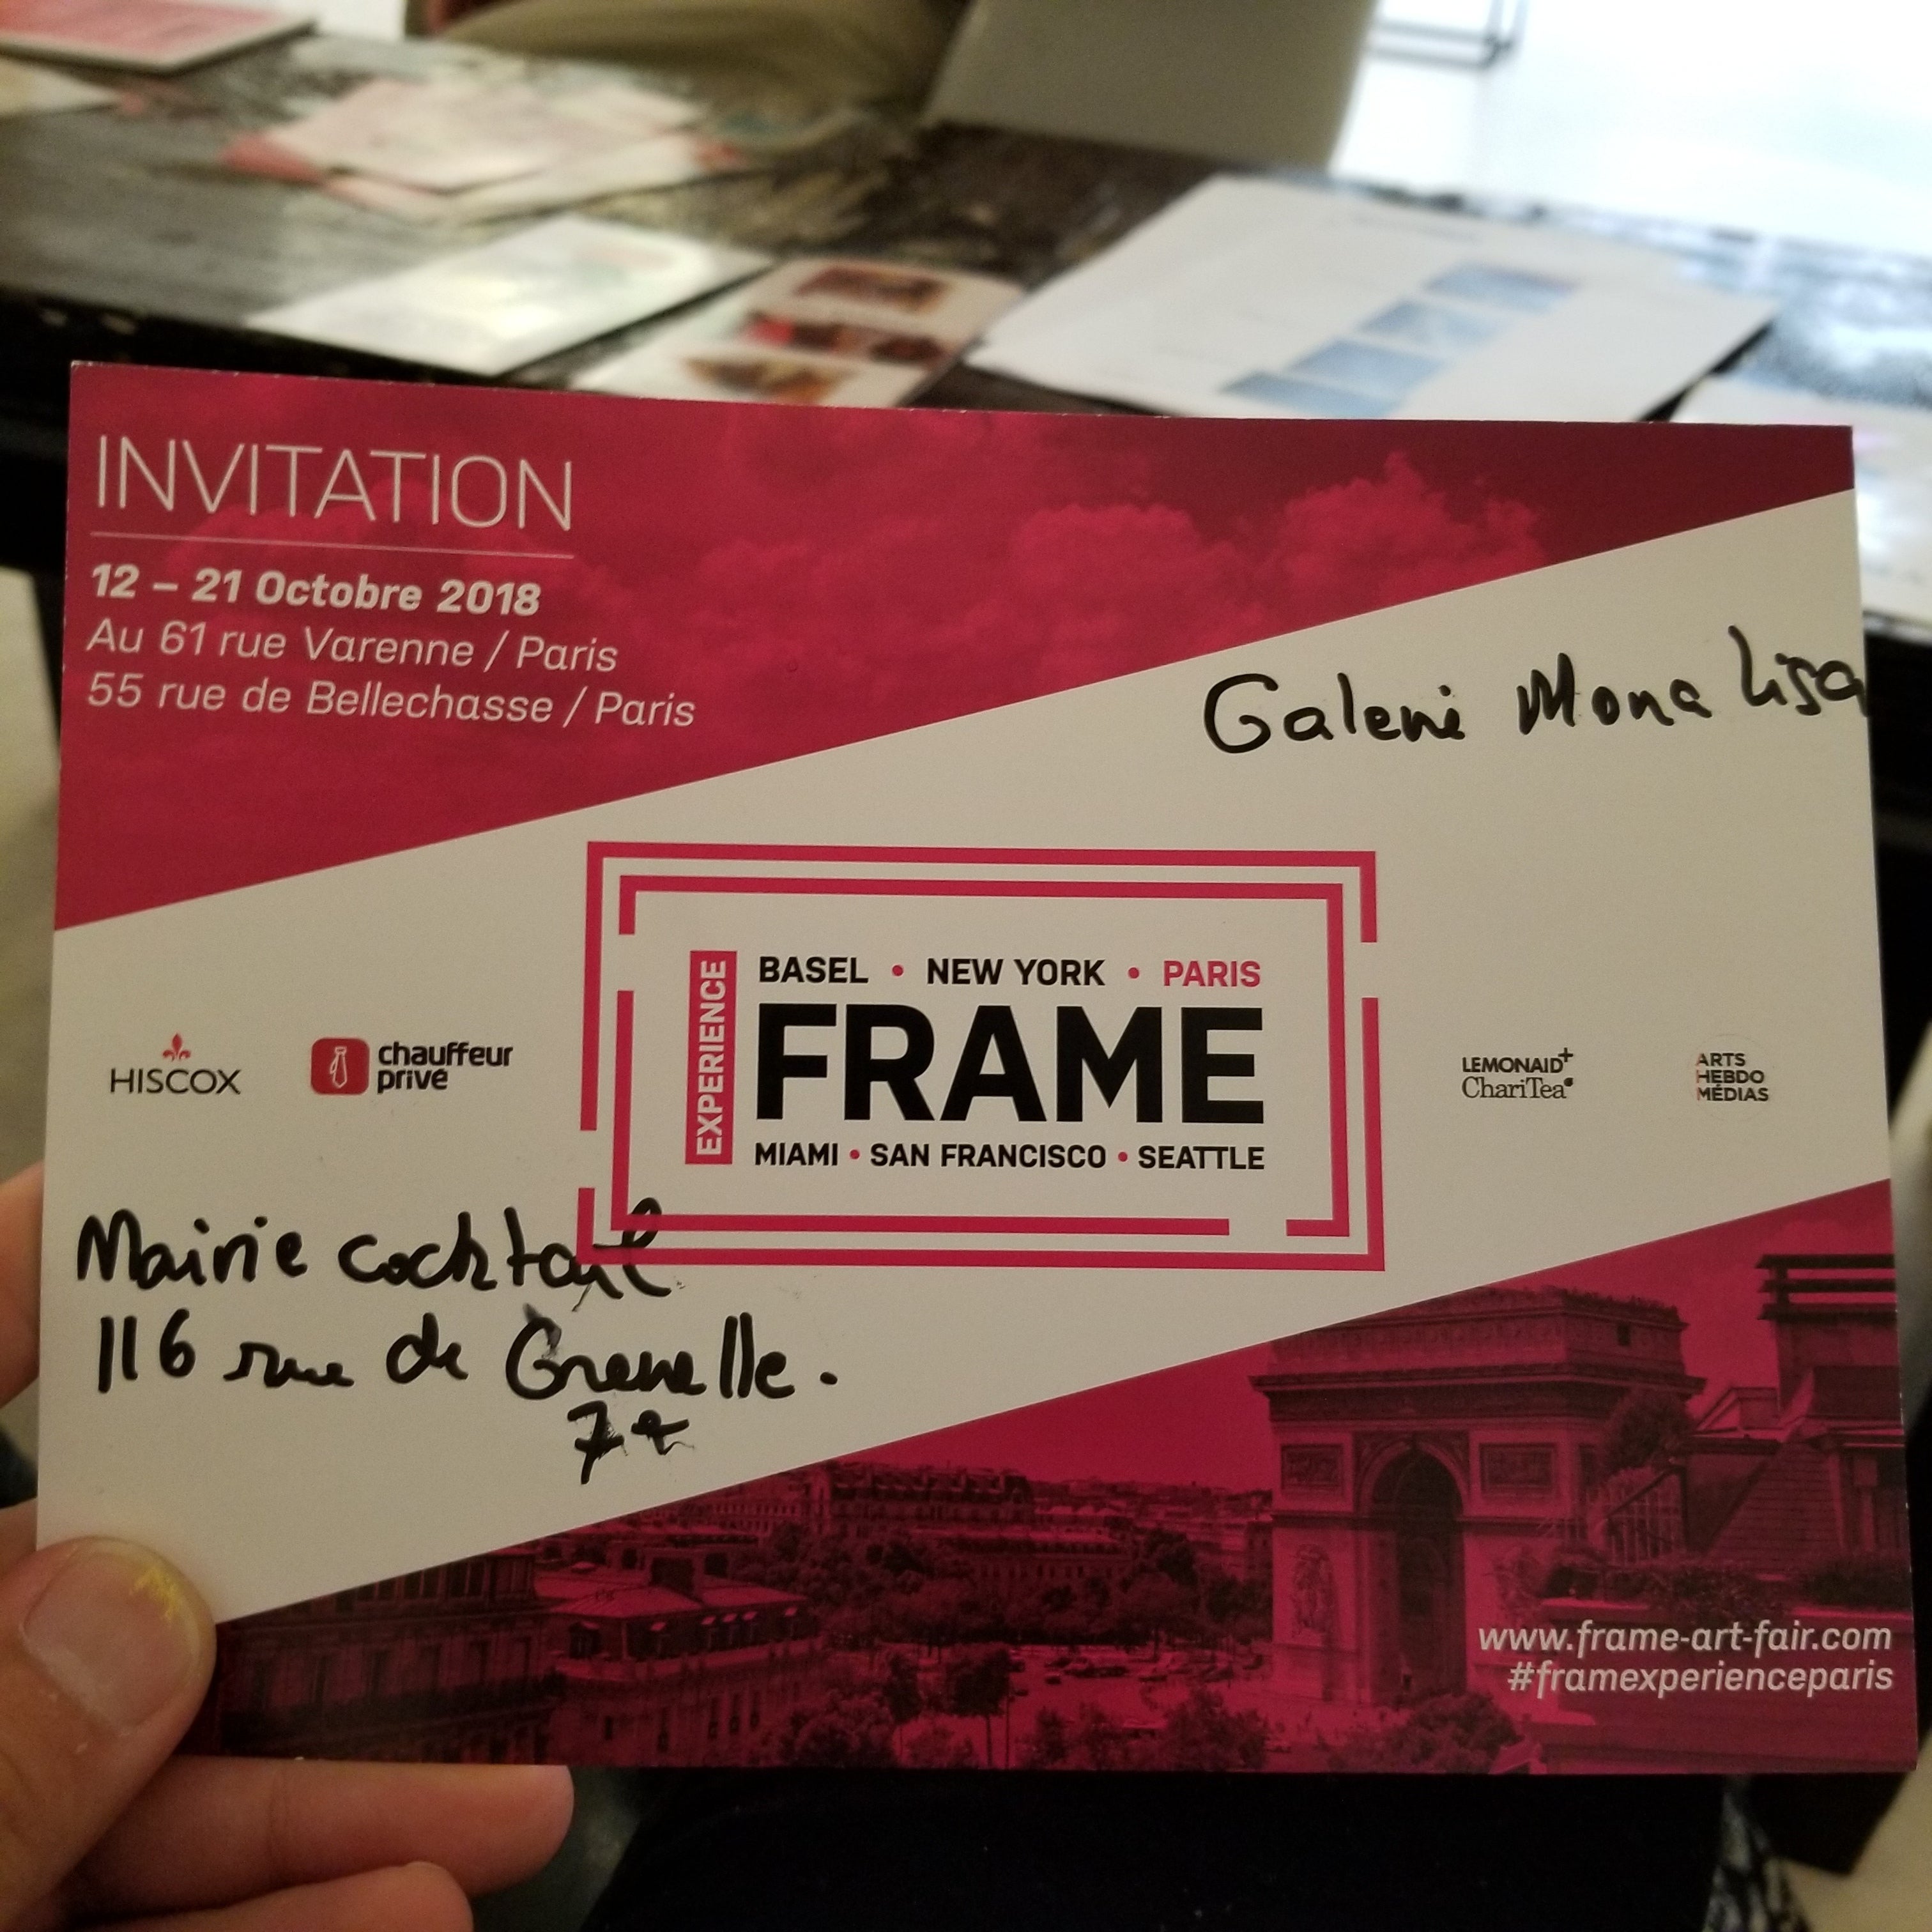 INVITATION
12 – 21 Octobre 2018
Au 61 rue Varenne / Paris
55 rue de Bellechasse / Paris
Galerie Mona Lisa
EXPERIENCE
BASEL • NEW YORK • PARIS
FRAME
MIAMI • SAN FRANCISCO • SEATTLE
HISCOX
chauffeur
privé
LEMONAID+
ChariTea
ARTS
HEBDO
MÉDIAS
Mairie cocktail
116 rue de Grenelle.
7e
www.frame-art-fair.com
#framexperienceparis